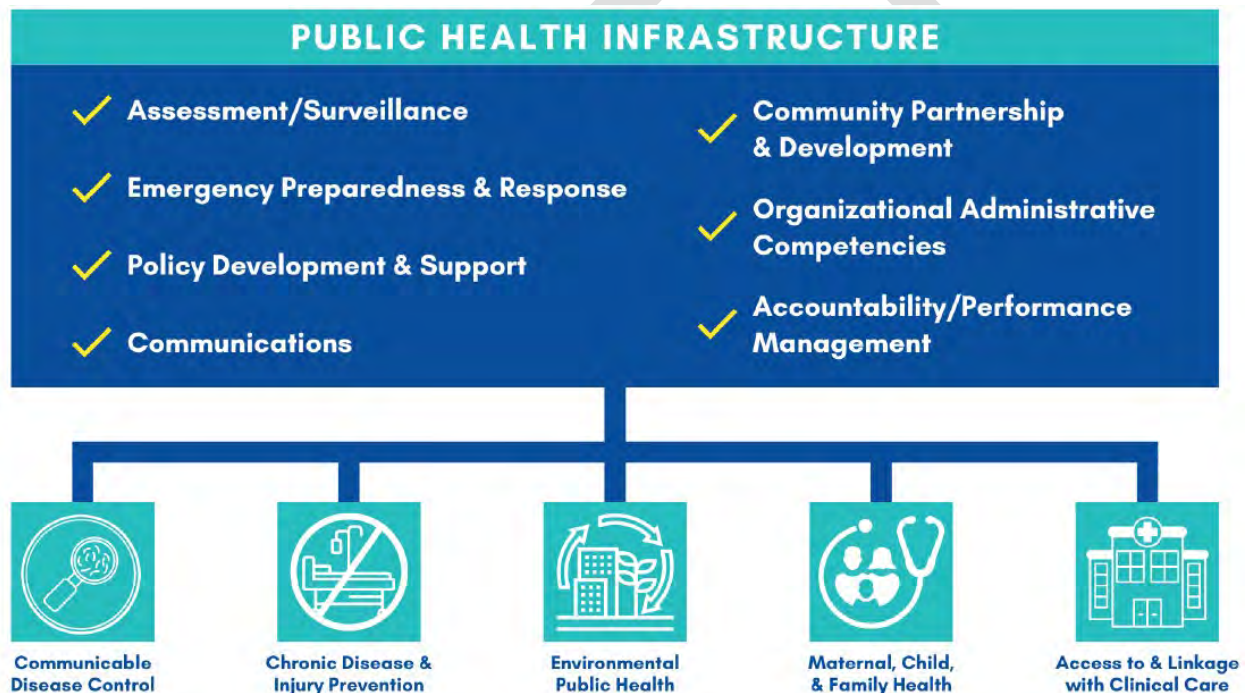 PUBLIC HEALTH INFRASTRUCTURE
Assessment/Surveillance
Emergency Preparedness & Response
Policy Development & Support
Communications
Community Partnership
& Development
Organizational Administrative
Competencies
Accountability/Performance
Management
Communicable
Disease Control
Chronic Disease &
Injury Prevention
Environmental
Public Health
Maternal, Child,
& Family Health
Access to & Linkage
with Clinical Care